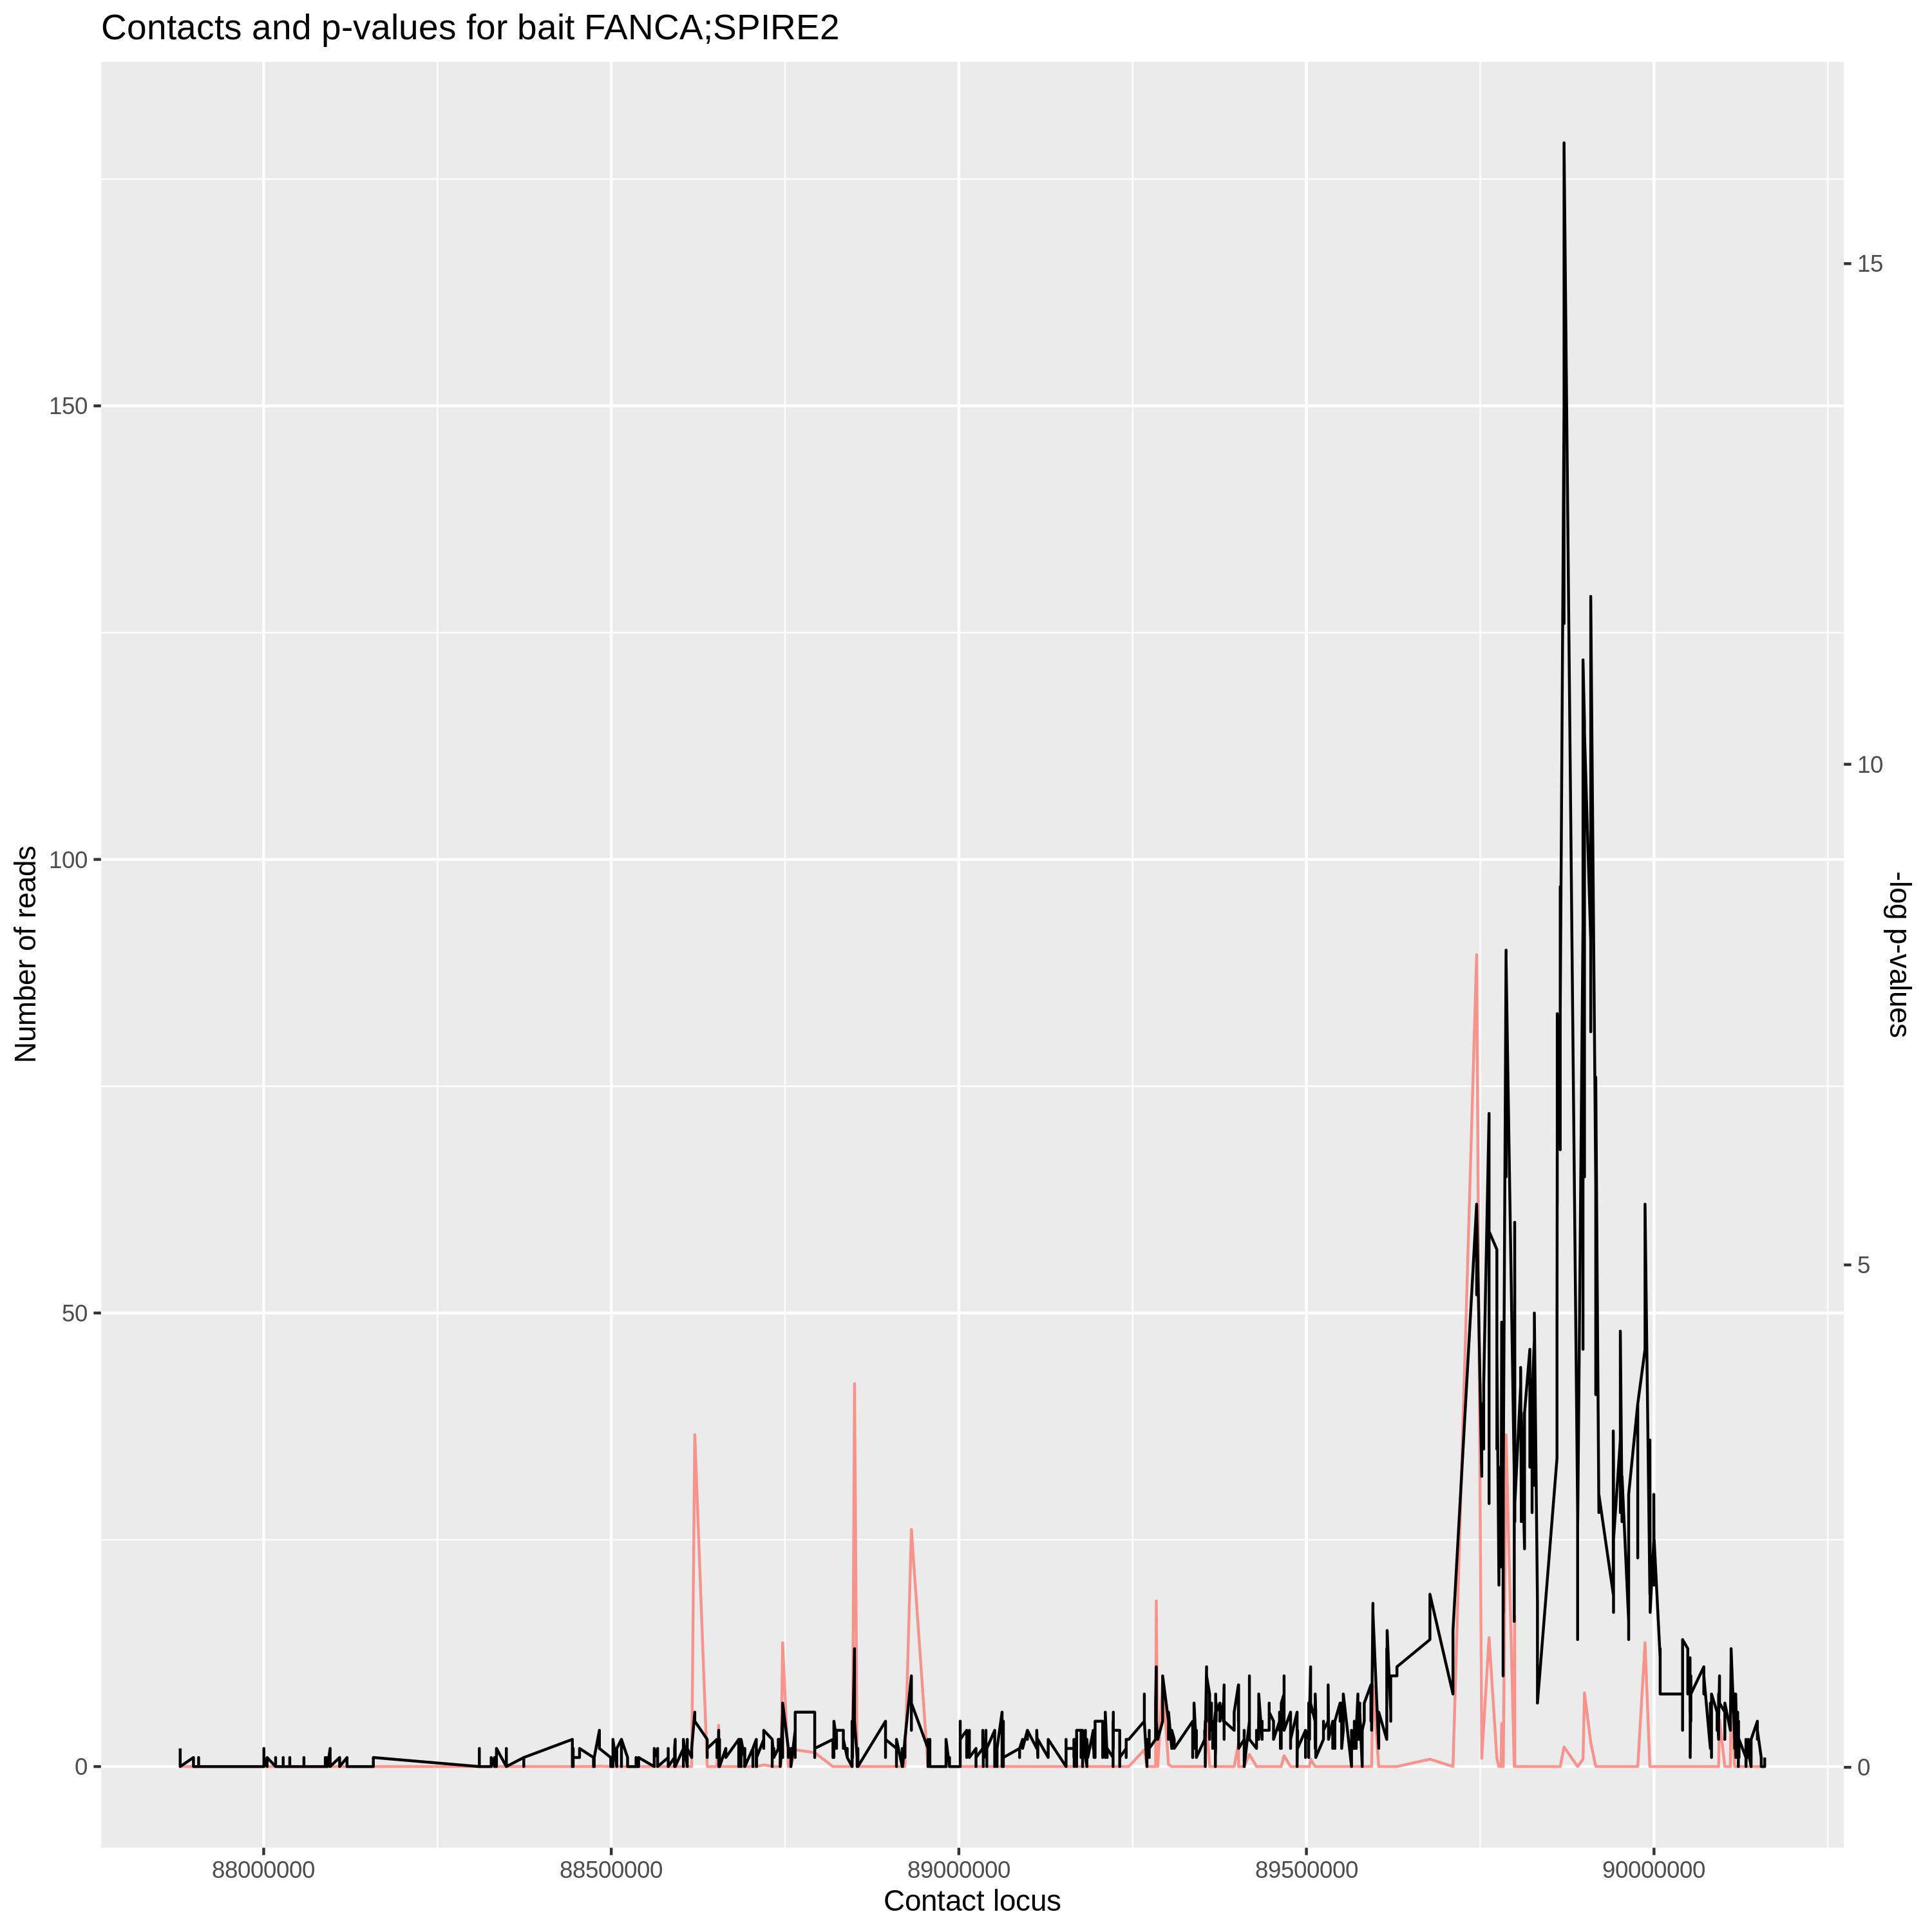 Contacts and p-values for bait FANCA;SPIRE2
150
100
50
0
Number of reads
15
10
5
0
-log p-values
88000000 88500000 89000000 89500000 90000000
Contact locus